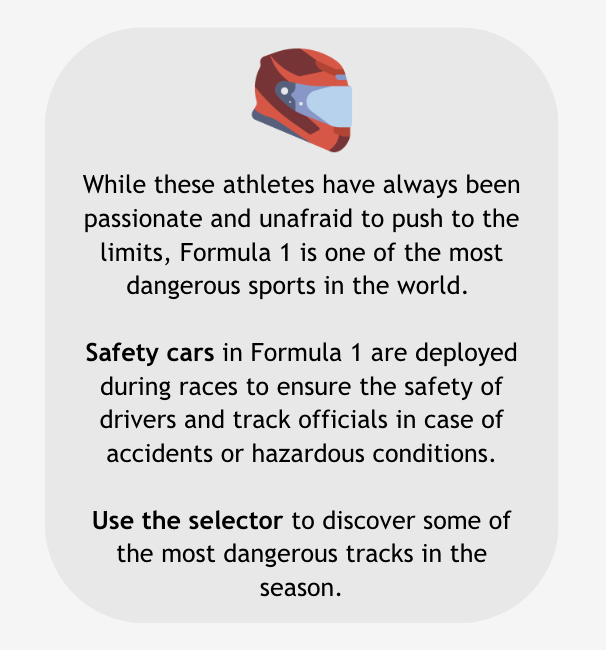 While these athletes have always been
passionate and unafraid to push to the
limits, Formula 1 is one of the most
dangerous sports in the world.
Safety cars in Formula 1 are deployed
during races to ensure the safety of
drivers and track officials in case of
accidents or hazardous conditions.
Use the selector to discover some of
the most dangerous tracks in the
season.